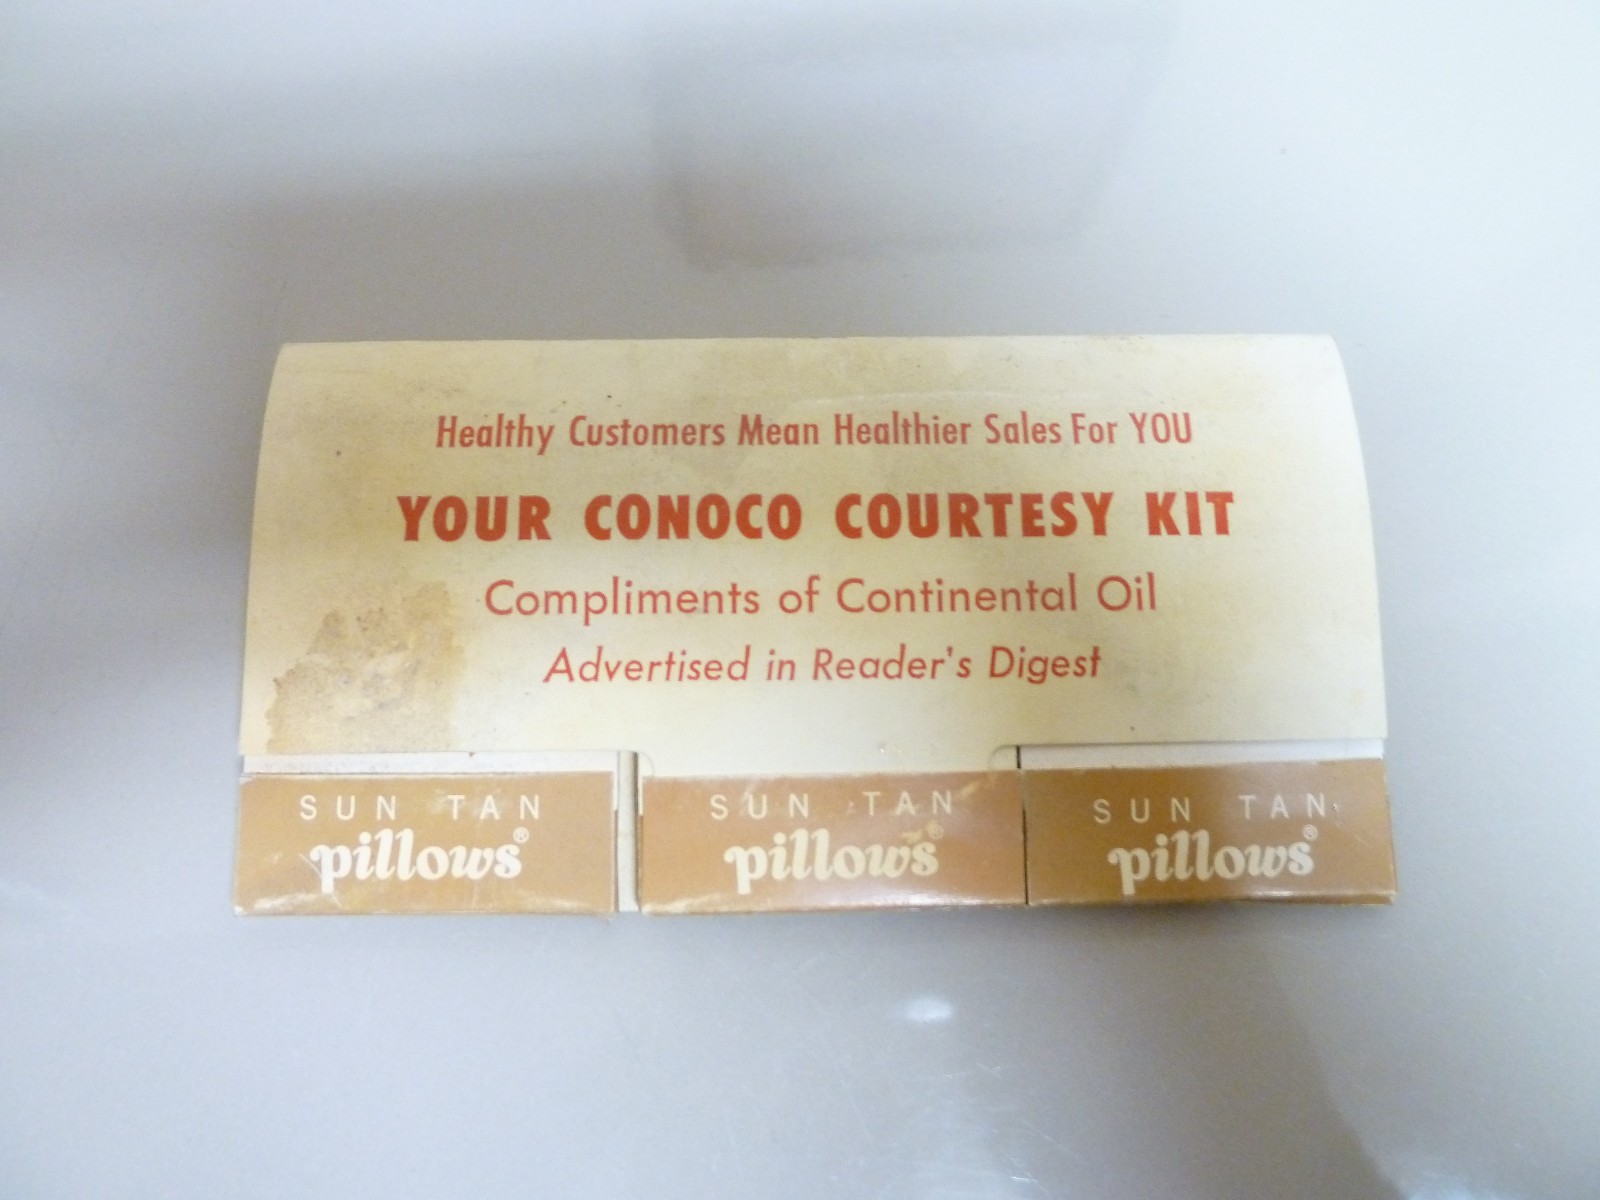 Healthy Customers Mean Healthier Sales For YOU
YOUR CONOCO COURTESY KIT
Compliments of Continental Oil
Advertised in Reader's Digest
SUN TAN
pillows®
SUN TAN
pillows®
SUN TAN
pillows®